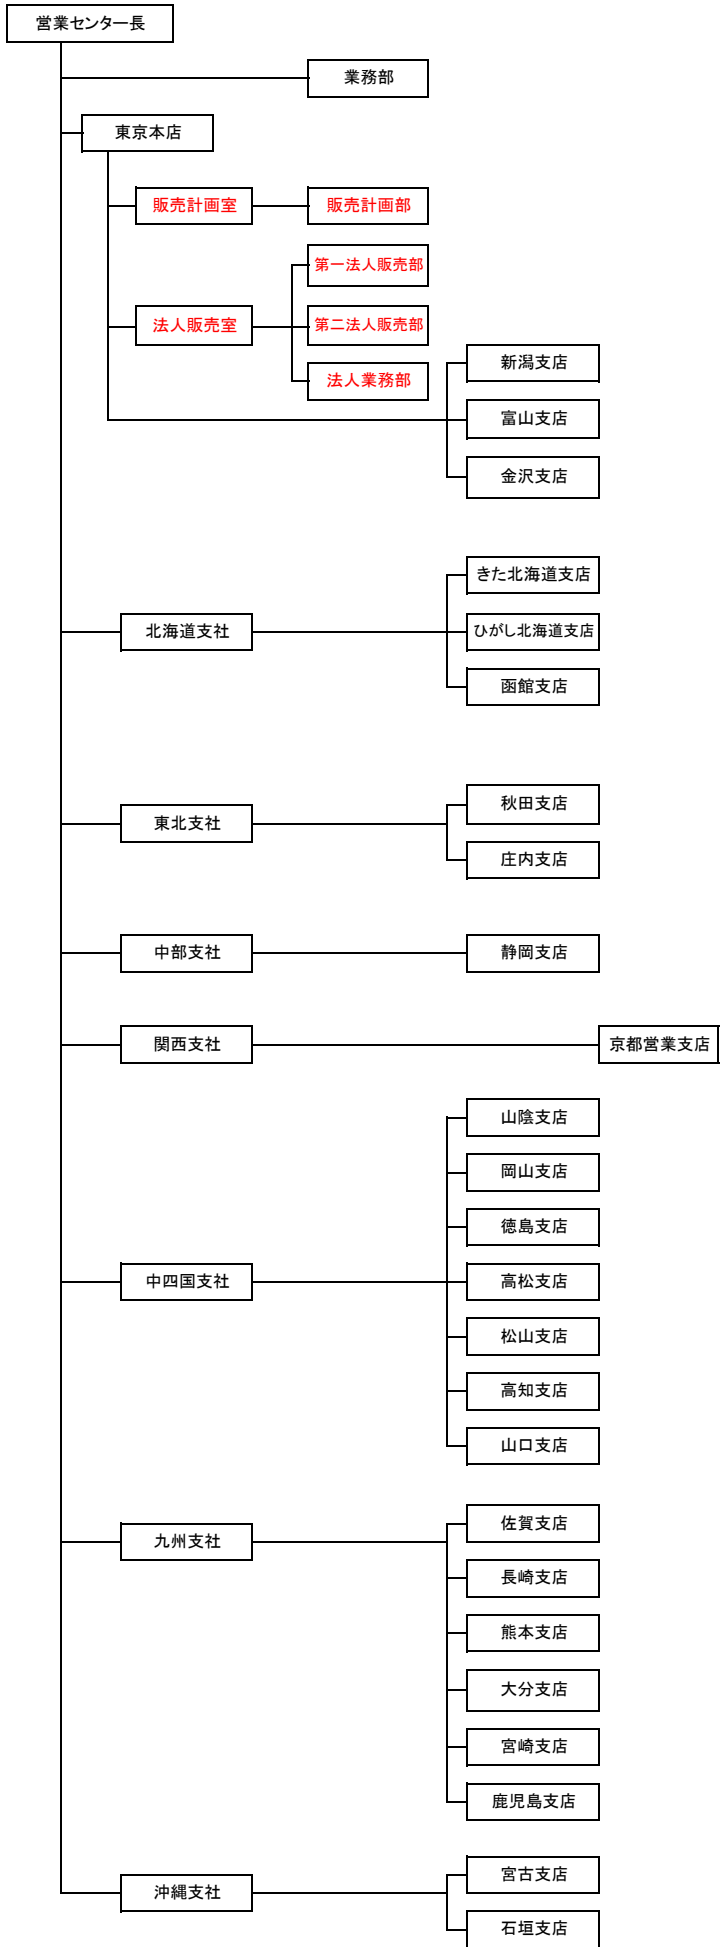 営業センター長
業務部
東京本店
販売計画室
販売計画部
第一法人販売部
法人販売室
第二法人販売部
法人業務部
新潟支店
富山支店
金沢支店
きた北海道支店
北海道支社
ひがし北海道支店
函館支店
秋田支店
東北支社
庄内支店
中部支社
静岡支店
関西支社
京都営業支店
山陰支店
岡山支店
徳島支店
中四国支社
高松支店
松山支店
高知支店
山口支店
佐賀支店
九州支社
長崎支店
熊本支店
大分支店
宮崎支店
鹿児島支店
宮古支店
沖縄支社
石垣支店